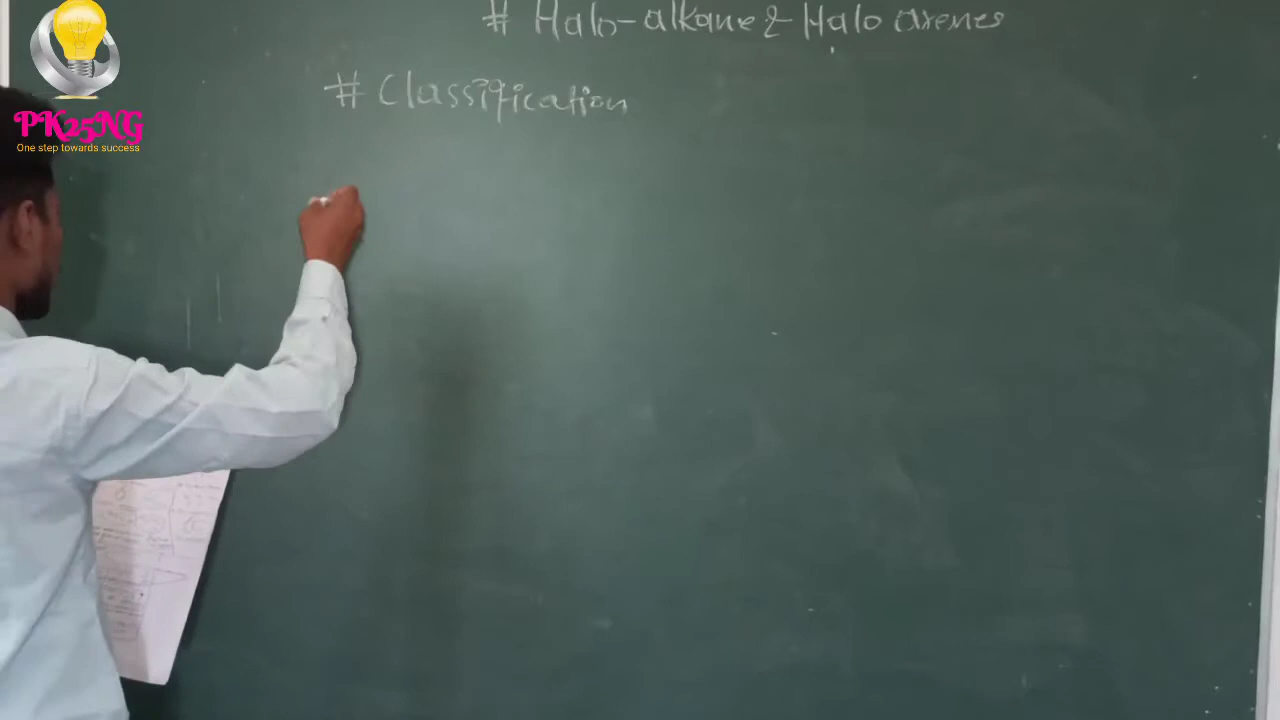 # Halo-alkane & Halo arenes
# Classification
PK25NG
One step towards success